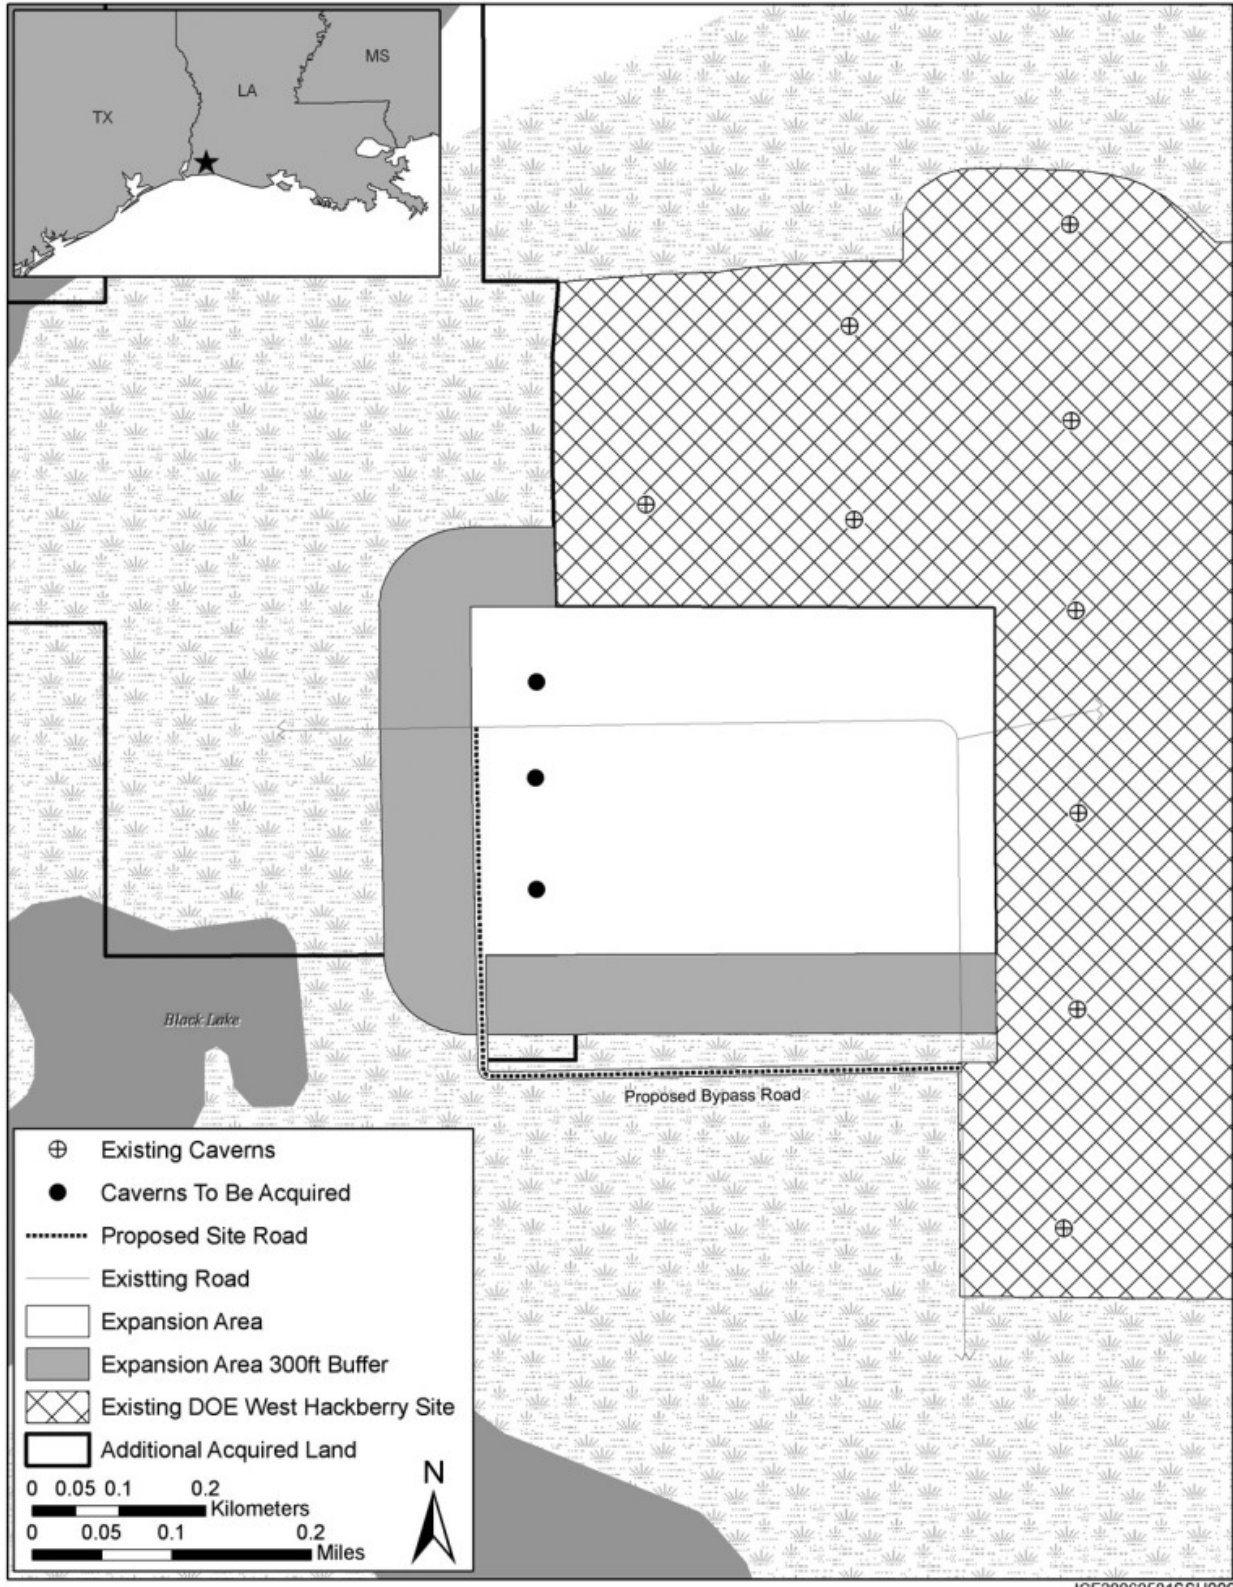 TX
LA
MS
Black Lake
Proposed Bypass Road
Existing Caverns
Caverns To Be Acquired
Proposed Site Road
Existting Road
Expansion Area
Expansion Area 300ft Buffer
Existing DOE West Hackberry Site
Additional Acquired Land
0 0.05 0.1 0.2
Kilometers
0 0.05 0.1 0.2
Miles
N